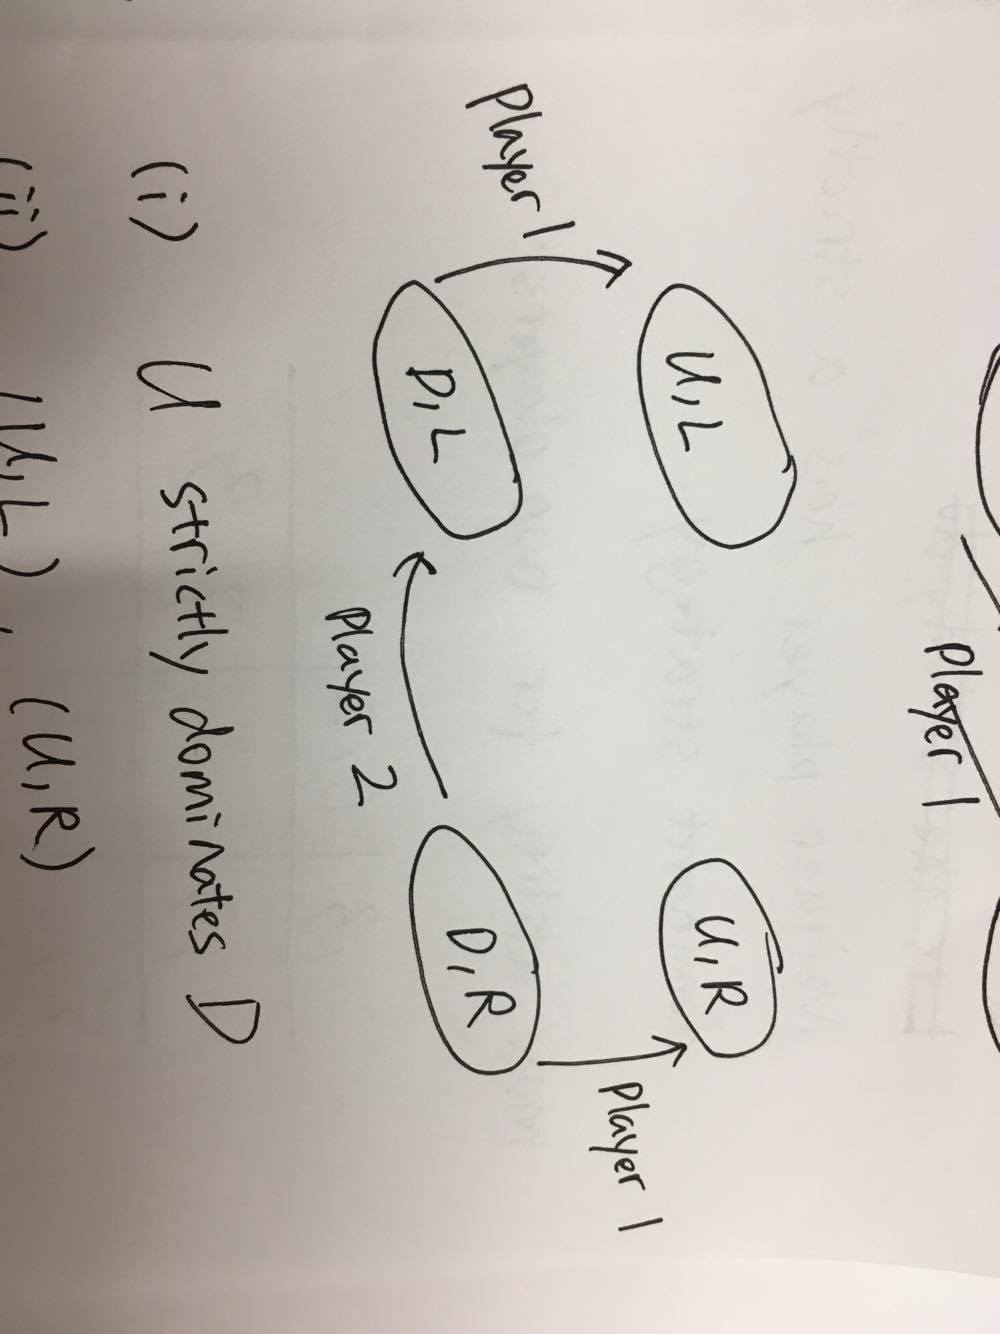 Player 1
U,L
U,R
Player 1
Player 1
D,L
D,R
Player 2
(i) U strictly dominates D
(ii) (U,L), (U,R)